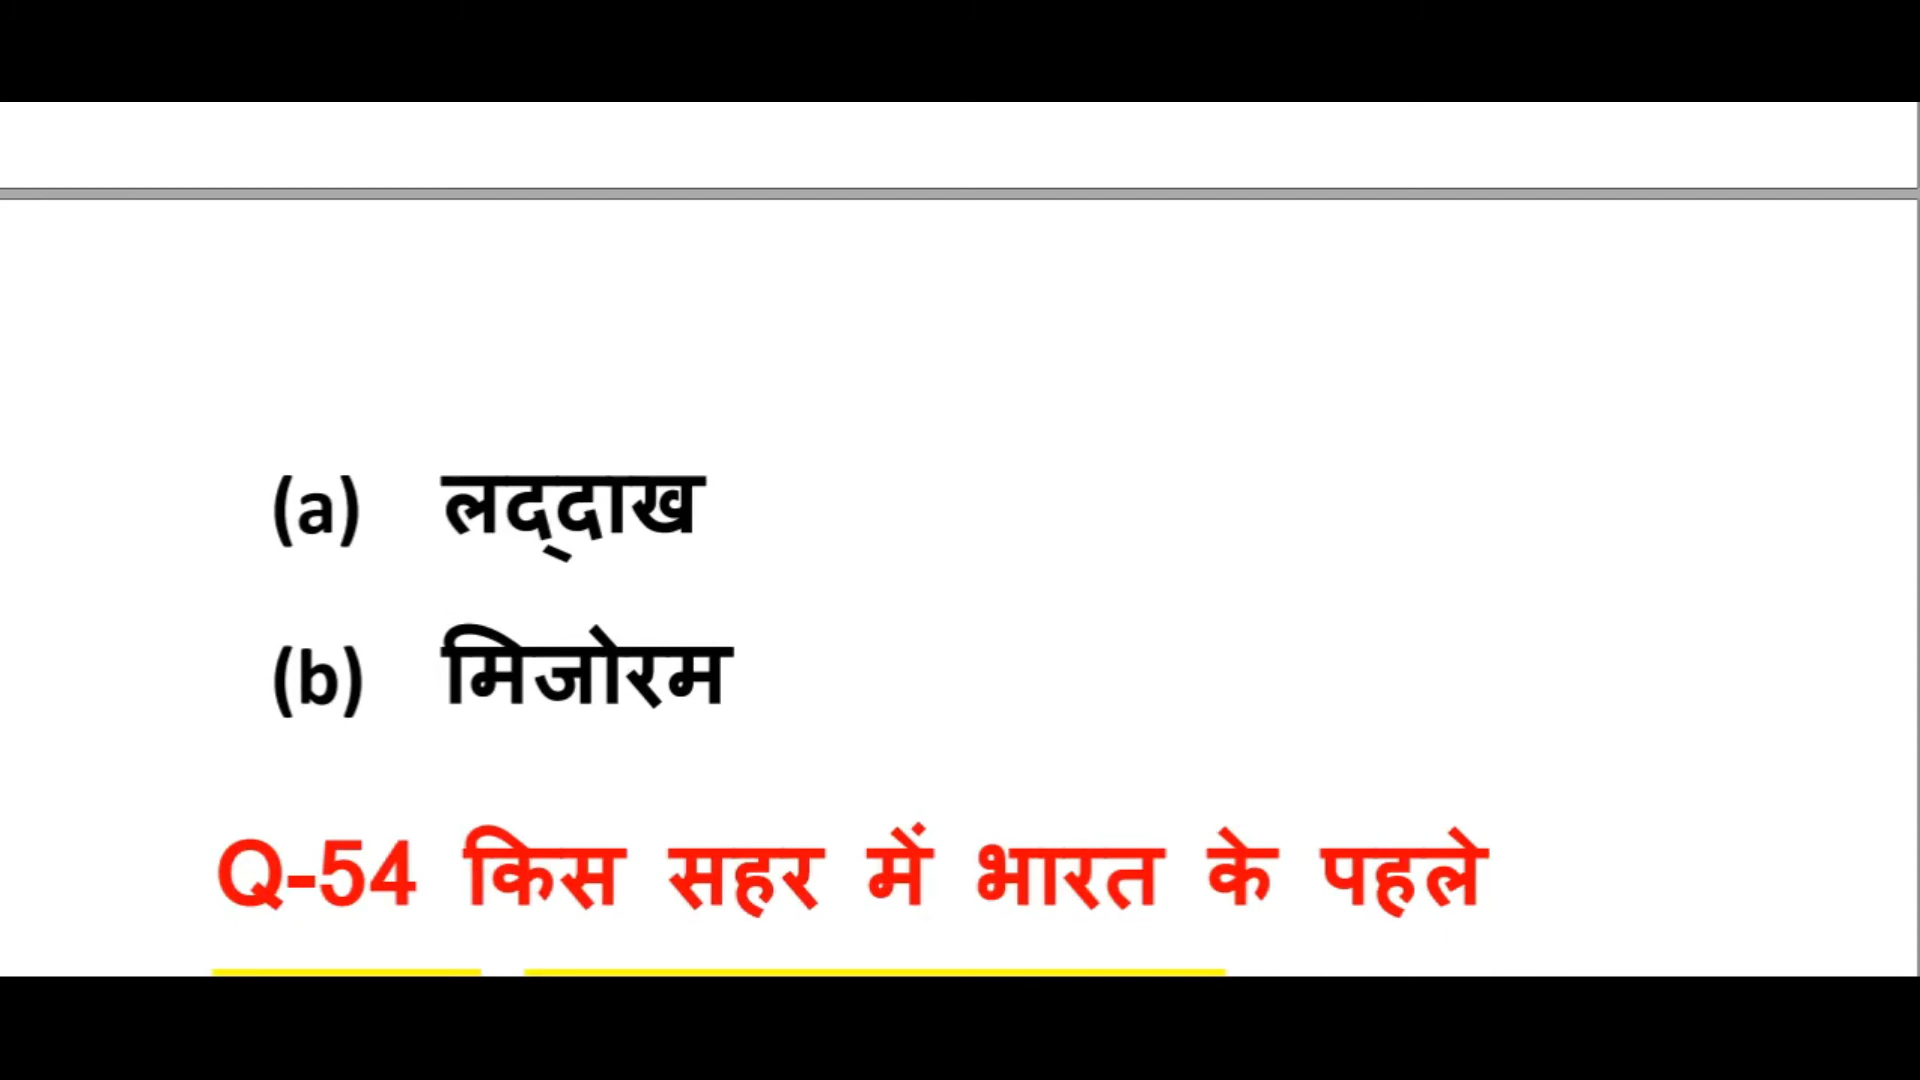 (a) लद्दाख
(b) मिजोरम
Q-54 किस सहर में भारत के पहले